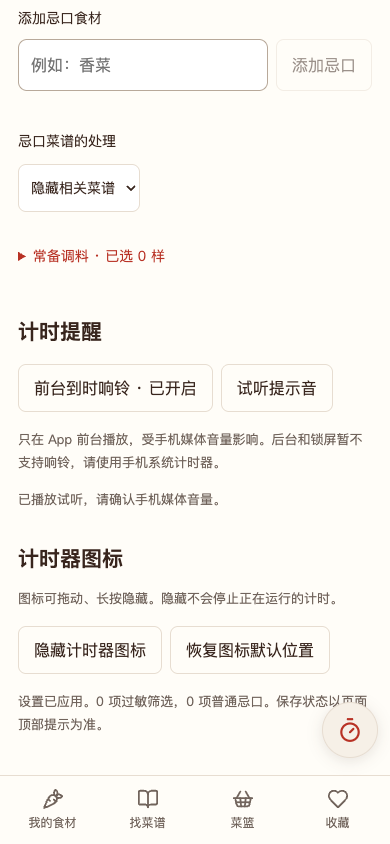 添加忌口食材
例如：香菜
添加忌口
忌口菜谱的处理
隐藏相关菜谱
常备调料 · 已选 0 样
计时提醒
前台到时响铃 · 已开启
试听提示音
只在 App 前台播放，受手机媒体音量影响。后台和锁屏暂不
支持响铃，请使用手机系统计时器。
已播放试听，请确认手机媒体音量。
计时器图标
图标可拖动、长按隐藏。隐藏不会停止正在运行的计时。
隐藏计时器图标
恢复图标默认位置
设置已应用。0 项过敏筛选，0 项普通忌口。保存状态以页面
顶部提示为准。
我的食材
找菜谱
菜篮
收藏